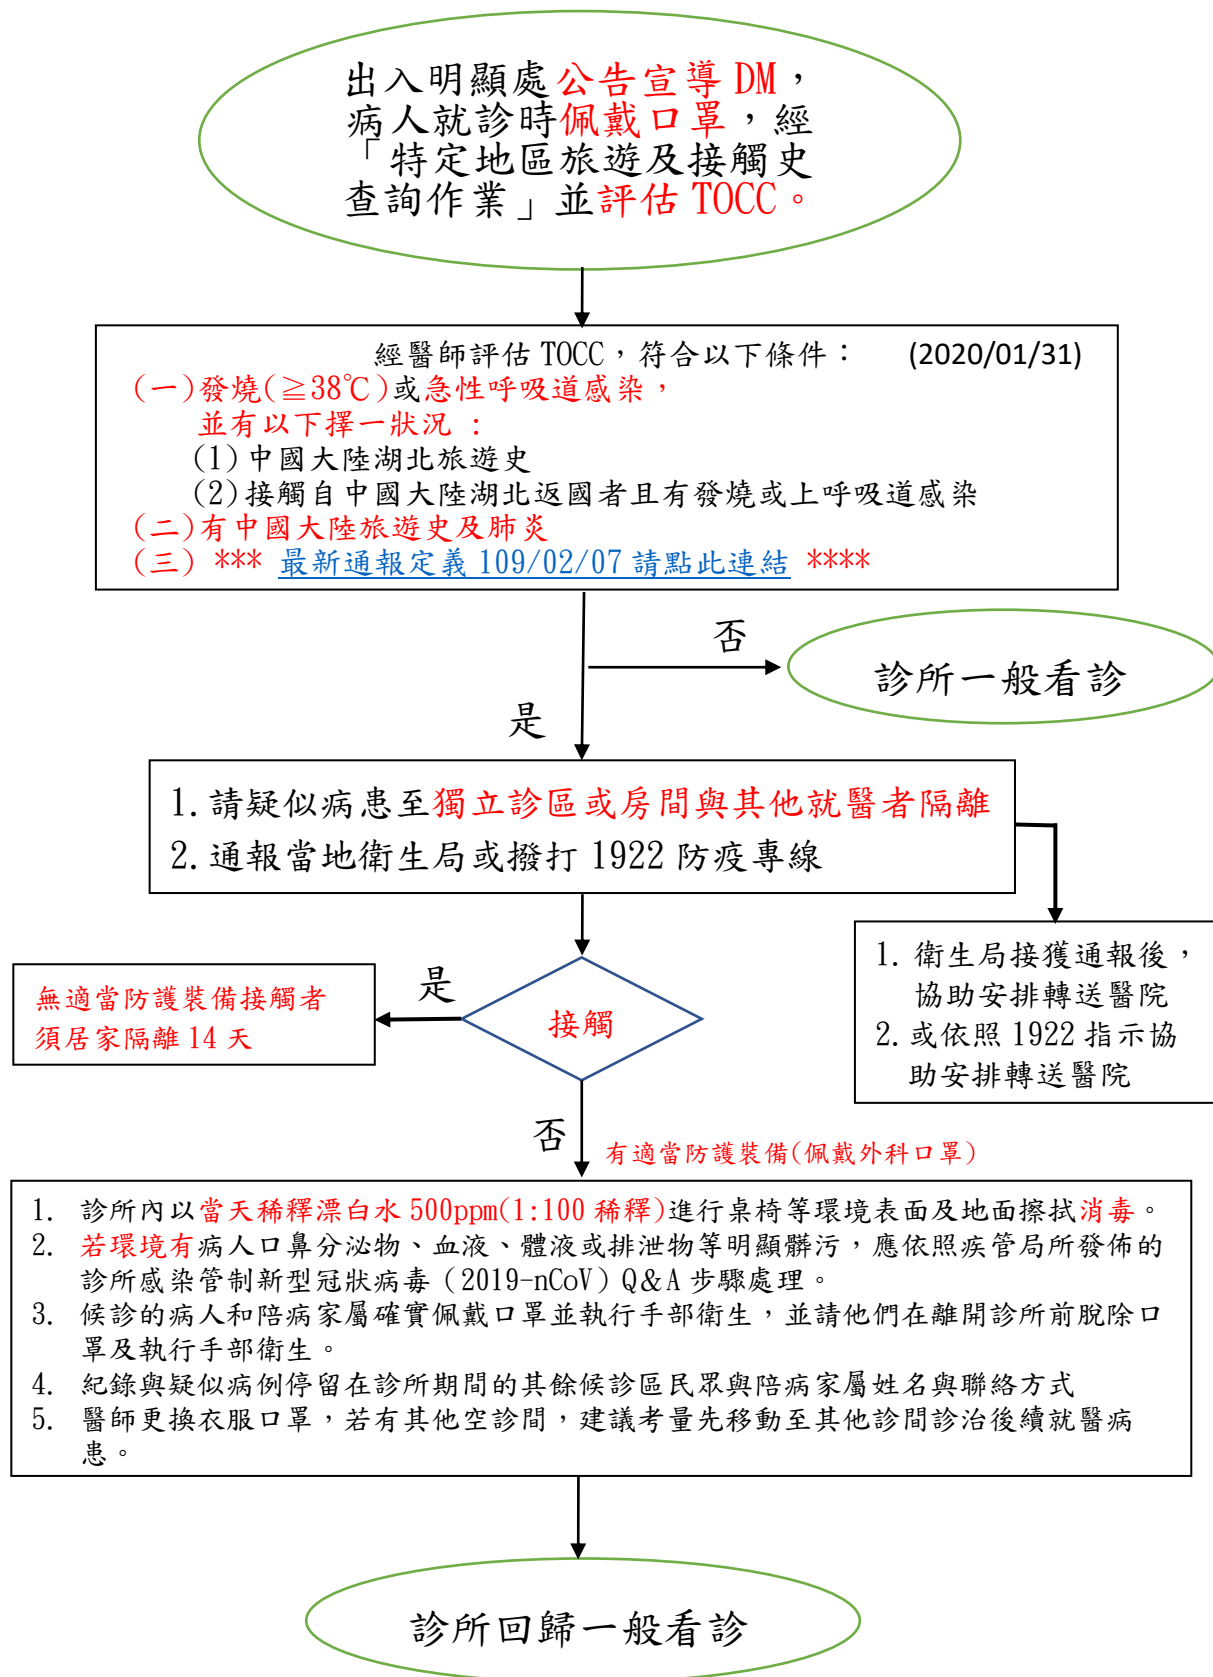 出入明顯處公告宣導 DM，
病人就診時佩戴口罩，經
「特定地區旅遊及接觸史
查詢作業」並評估 TOCC。
經醫師評估 TOCC，符合以下條件： (2020/01/31)
(一)發燒(≧38℃)或急性呼吸道感染，
並有以下擇一狀況 :
(1)中國大陸湖北旅遊史
(2)接觸自中國大陸湖北返國者且有發燒或上呼吸道感染
(二)有中國大陸旅遊史及肺炎
(三) *** 最新通報定義 109/02/07 請點此連結 ****
否
診所一般看診
是
1. 請疑似病患至獨立診區或房間與其他就醫者隔離
2. 通報當地衛生局或撥打 1922 防疫專線
1. 衛生局接獲通報後，
協助安排轉送醫院
2. 或依照 1922 指示協
助安排轉送醫院
是
無適當防護裝備接觸者
須居家隔離 14 天
接觸
否
有適當防護裝備(佩戴外科口罩)
1. 診所內以當天稀釋漂白水 500ppm(1:100 稀釋)進行桌椅等環境表面及地面擦拭消毒。
2. 若環境有病人口鼻分泌物、血液、體液或排泄物等明顯髒污，應依照疾管局所發佈的
診所感染管制新型冠狀病毒（2019-nCoV）Q&A 步驟處理。
3. 候診的病人和陪病家屬確實佩戴口罩並執行手部衛生，並請他們在離開診所前脫除口
罩及執行手部衛生。
4. 紀錄與疑似病例停留在診所期間的其餘候診區民眾與陪病家屬姓名與聯絡方式
5. 醫師更換衣服口罩，若有其他空診間，建議考量先移動至其他診間診治後續就醫病
患。
診所回歸一般看診